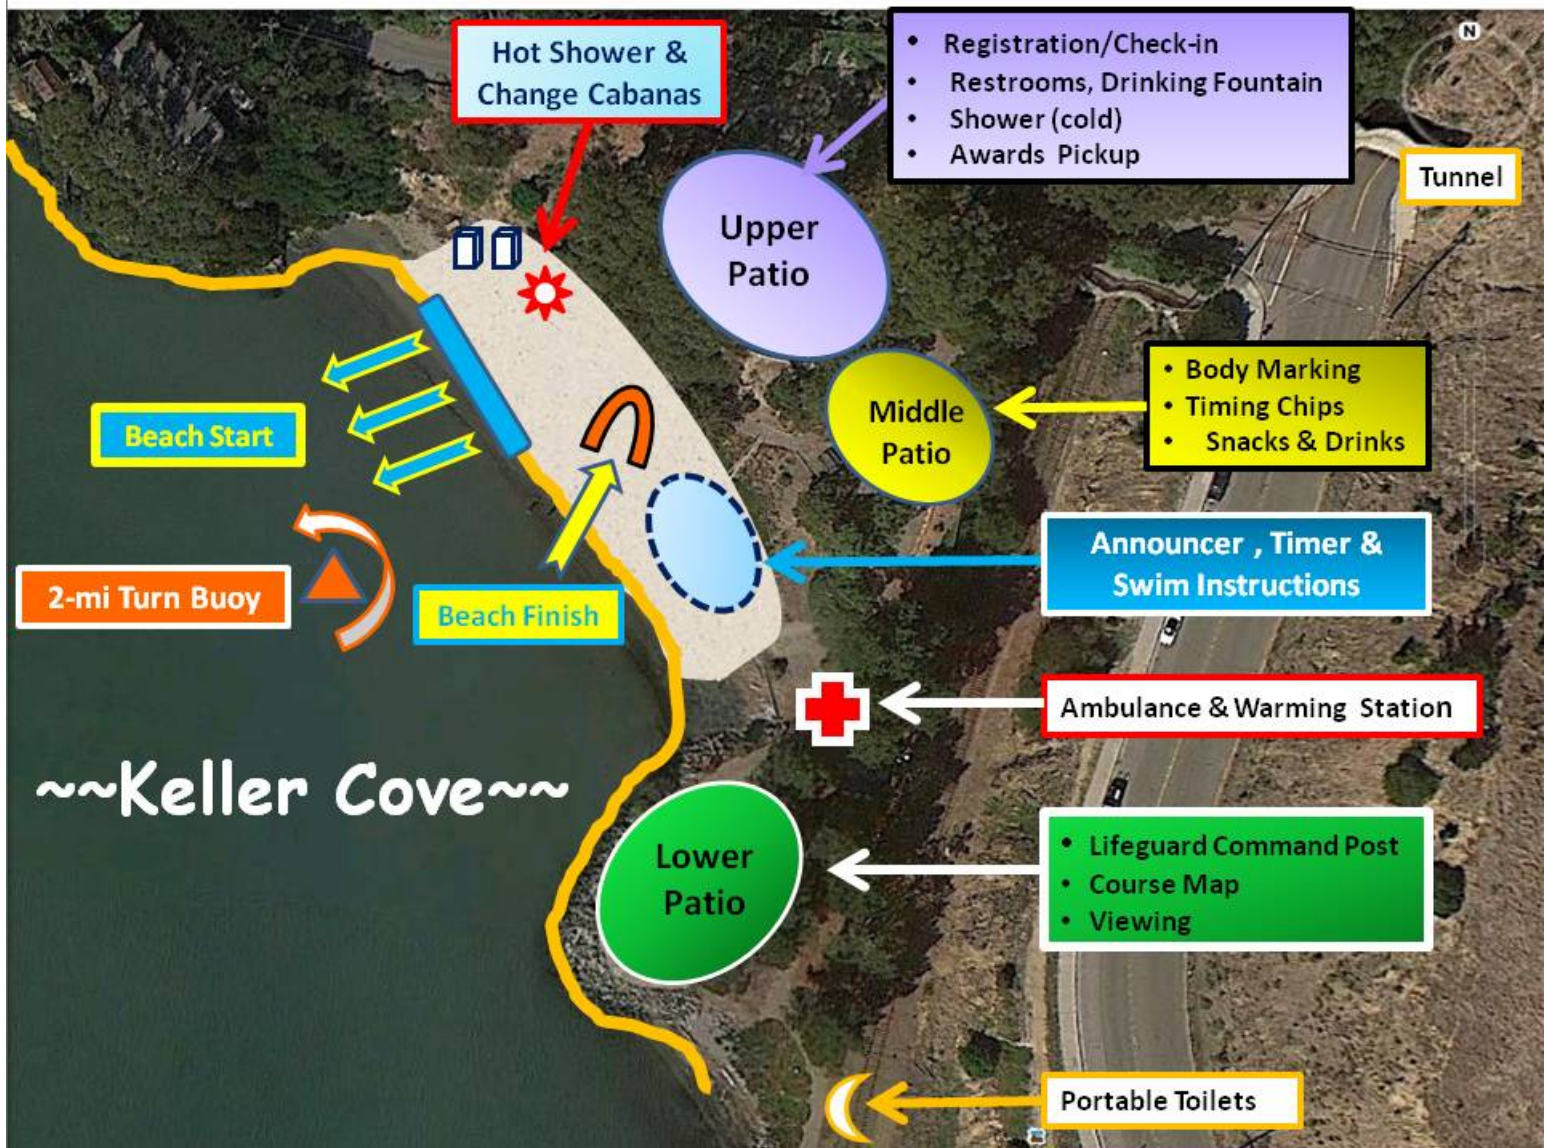 Hot Shower &
Change Cabanas
• Registration/Check-in
• Restrooms, Drinking Fountain
• Shower (cold)
• Awards Pickup
N
Tunnel
Upper
Patio
• Body Marking
• Timing Chips
• Snacks & Drinks
Middle
Patio
Beach Start
Announcer , Timer &
Swim Instructions
2-mi Turn Buoy
Beach Finish
Ambulance & Warming Station
~~Keller Cove~~
Lower
Patio
• Lifeguard Command Post
• Course Map
• Viewing
Portable Toilets